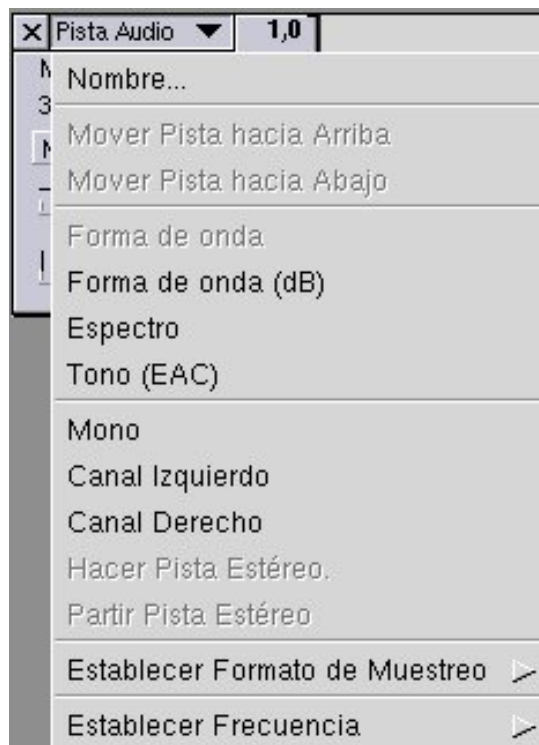 Pista Audio 1,0
Nombre...
Mover Pista hacia Arriba
Mover Pista hacia Abajo
Forma de onda
Forma de onda (dB)
Espectro
Tono (EAC)
Mono
Canal Izquierdo
Canal Derecho
Hacer Pista Estéreo.
Partir Pista Estéreo
Establecer Formato de Muestreo
Establecer Frecuencia